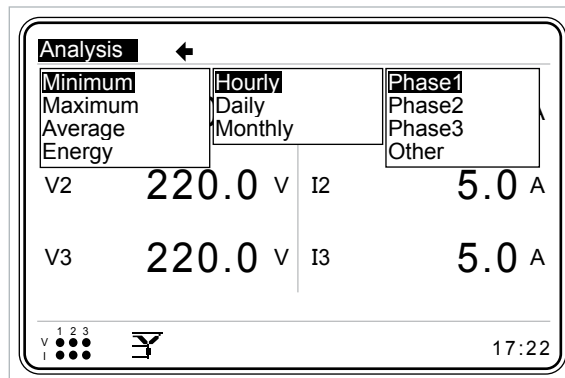 Analysis
Minimum Hourly Phase1
Maximum Daily Phase2
Average Monthly Phase3
Energy Other
V2 220.0 V I2 5.0 A
V3 220.0 V I3 5.0 A
1 2 3
V
I 17:22